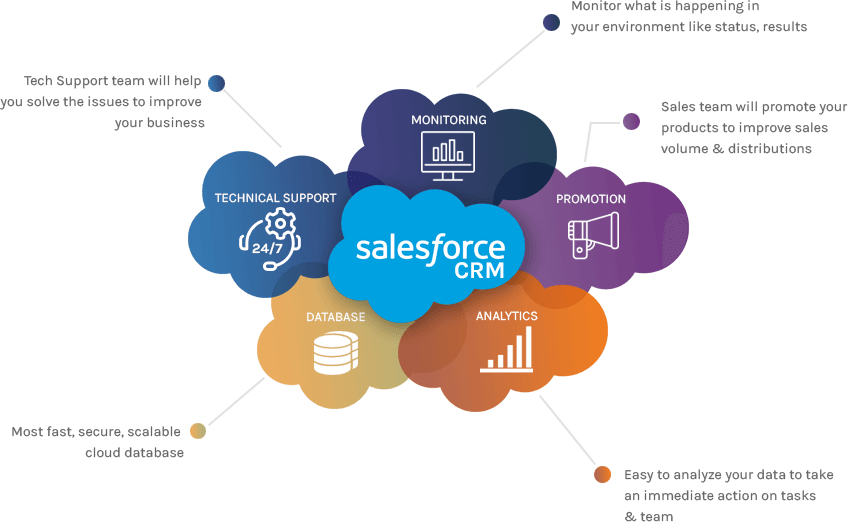 Monitor what is happening in
your environment like status, results
Tech Support team will help
you solve the issues to improve
your business
Sales team will promote your
products to improve sales
volume & distributions
MONITORING
TECHNICAL SUPPORT
24/7
PROMOTION
salesforce
CRM
DATABASE
ANALYTICS
Most fast, secure, scalable
cloud database
Easy to analyze your data to take
an immediate action on tasks
& team